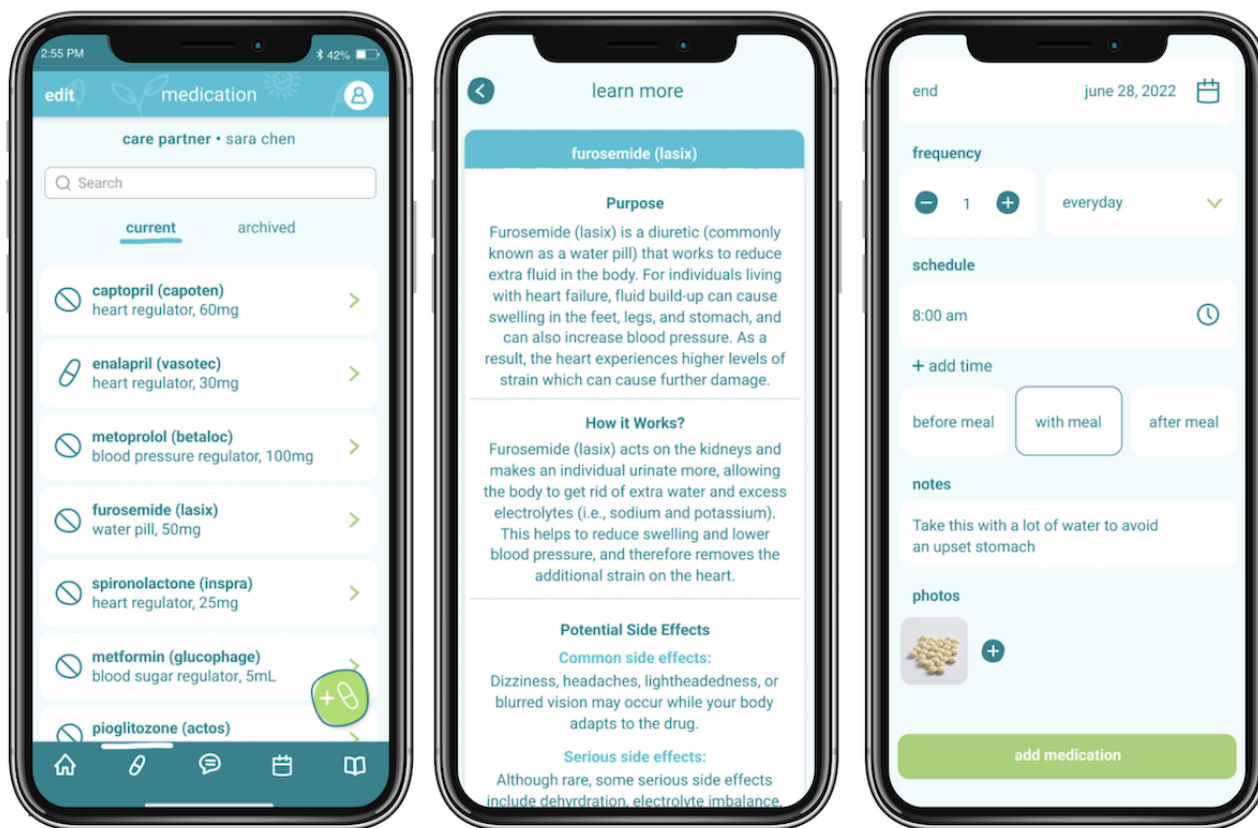 2:55 PM
42%
edit
medication
care partner • sara chen
Search
current
archived
captopril (capoten)
heart regulator, 60mg
enalapril (vasotec)
heart regulator, 30mg
metoprolol (betaloc)
blood pressure regulator, 100mg
furosemide (lasix)
water pill, 50mg
spironolactone (inspra)
heart regulator, 25mg
metformin (glucophage)
blood sugar regulator, 5mL
pioglitozone (actos)
learn more
furosemide (lasix)
Purpose
Furosemide (lasix) is a diuretic (commonly
known as a water pill) that works to reduce
extra fluid in the body. For individuals living
with heart failure, fluid build-up can cause
swelling in the feet, legs, and stomach, and
can also increase blood pressure. As a
result, the heart experiences higher levels of
strain which can cause further damage.
How it Works?
Furosemide (lasix) acts on the kidneys and
makes an individual urinate more, allowing
the body to get rid of extra water and excess
electrolytes (i.e., sodium and potassium).
This helps to reduce swelling and lower
blood pressure, and therefore removes the
additional strain on the heart.
Potential Side Effects
Common side effects:
Dizziness, headaches, lightheadedness, or
blurred vision may occur while your body
adapts to the drug.
Serious side effects:
Although rare, some serious side effects
include dehyrdration, electrolyte imbalance,
end
june 28, 2022
frequency
1
everyday
schedule
8:00 am
+ add time
before meal
with meal
after meal
notes
Take this with a lot of water to avoid
an upset stomach
photos
add medication